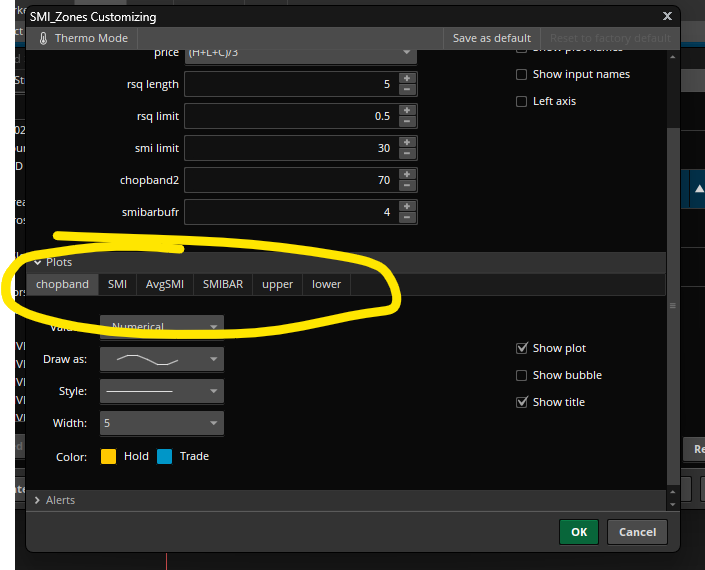 SMI_Zones Customizing X
Thermo Mode Save as default Reset to factory default
price (H+L+C)/3 Show plot names
rsq length 5 Show input names
rsq limit 0.5 Left axis
smi limit 30
chopband2 70
smibarbufr 4
Plots
chopband SMI AvgSMI SMIBAR upper lower
Numerical
Draw as: Show plot
Style: Show bubble
Width: 5 Show title
Color: Hold Trade
Alerts
OK Cancel